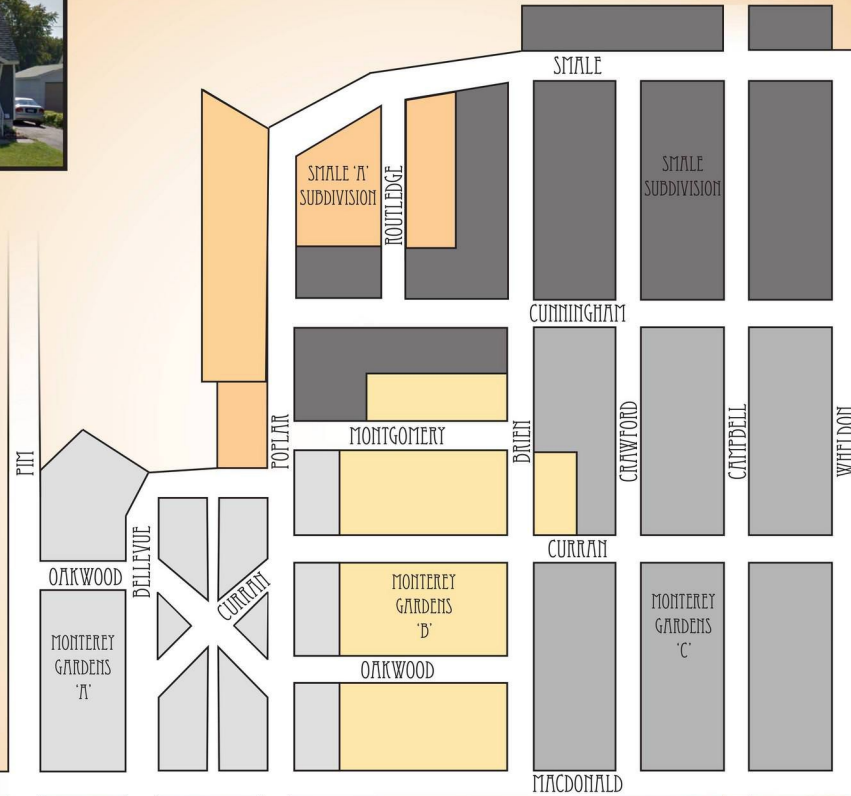 SMALE
SMALE 'A'
SUBDIVISION
ROUTLEDGE
SMALE
SUBDIVISION
CUNNINGHAM
PIM
POPLAR
MONTGOMERY
BRIEN
CRAWFORD
CAMPBELL
WHELDON
CURRAN
OAKWOOD
BELLEVUE
CURRAN
MONTEREY
GARDENS
'B'
MONTEREY
GARDENS
'C'
MONTEREY
GARDENS
'A'
OAKWOOD
MACDONALD